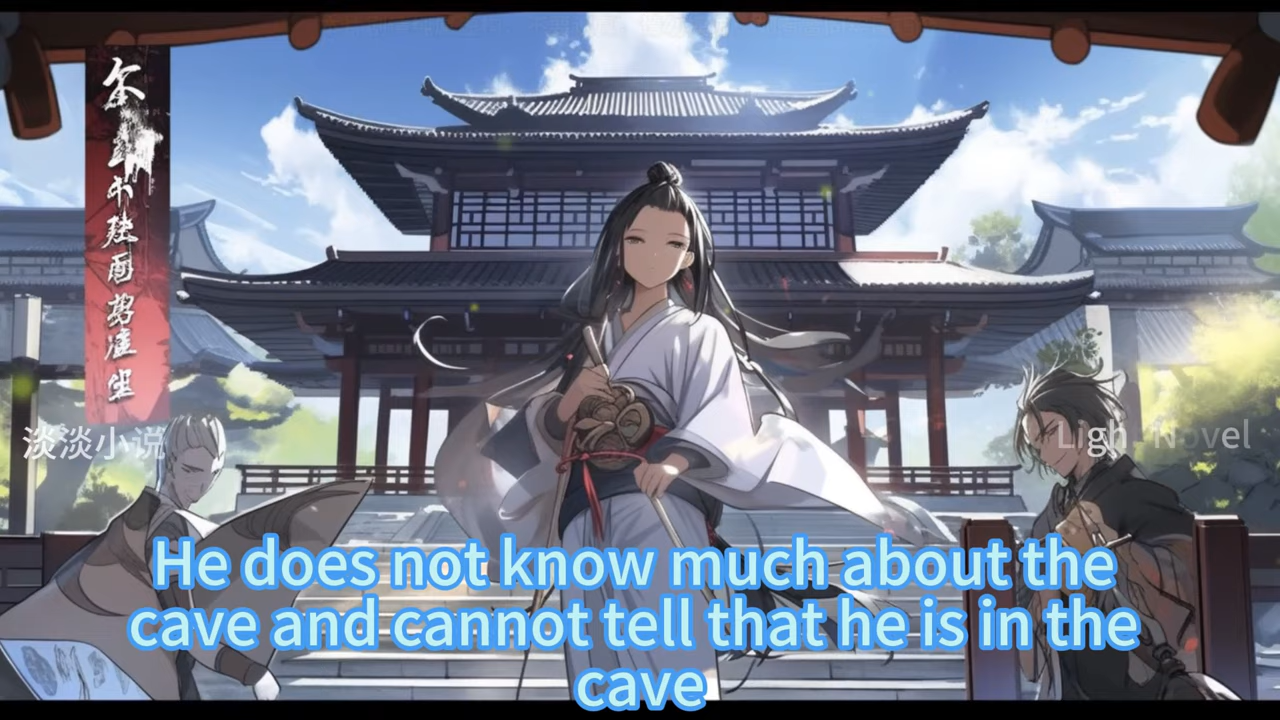 淡淡小说
Ligh Novel
He does not know much about the
cave and cannot tell that he is in the
cave